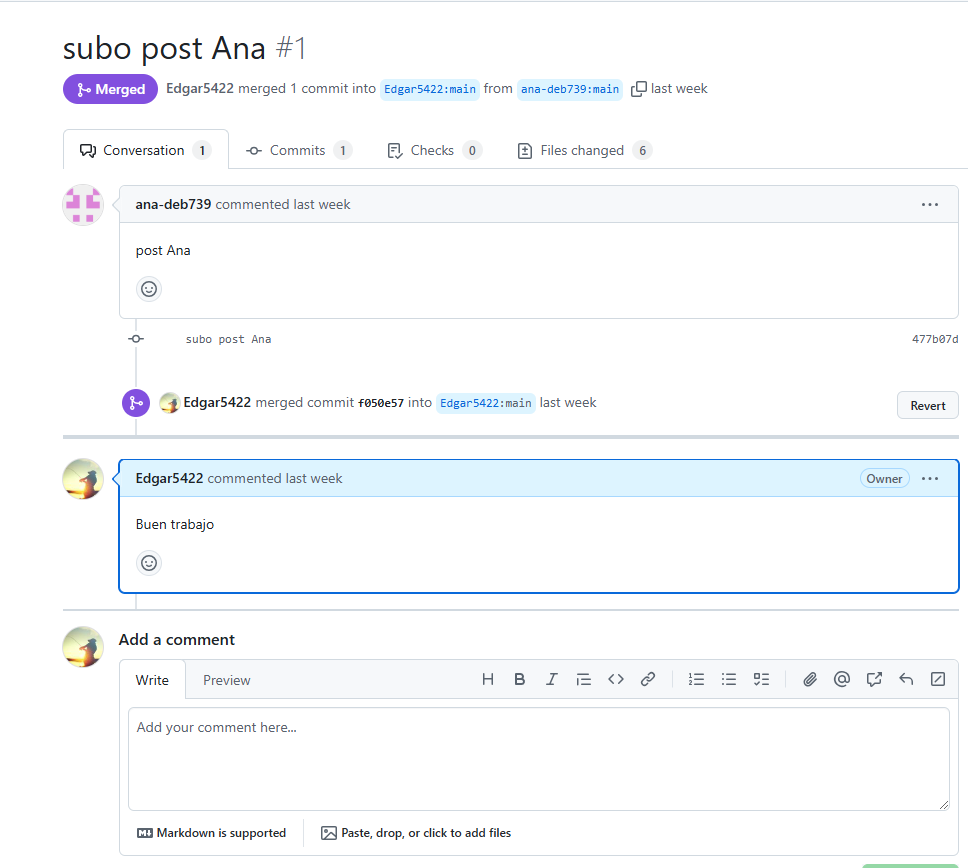 subo post Ana #1
Merged Edgar5422 merged 1 commit into Edgar5422:main from ana-deb739:main last week
Conversation 1 Commits 1 Checks 0 Files changed 6
ana-deb739 commented last week
post Ana
subo post Ana 477b07d
Edgar5422 merged commit f050e57 into Edgar5422:main last week
Revert
Edgar5422 commented last week Owner
Buen trabajo
Add a comment
Write Preview
Add your comment here...
Markdown is supported Paste, drop, or click to add files